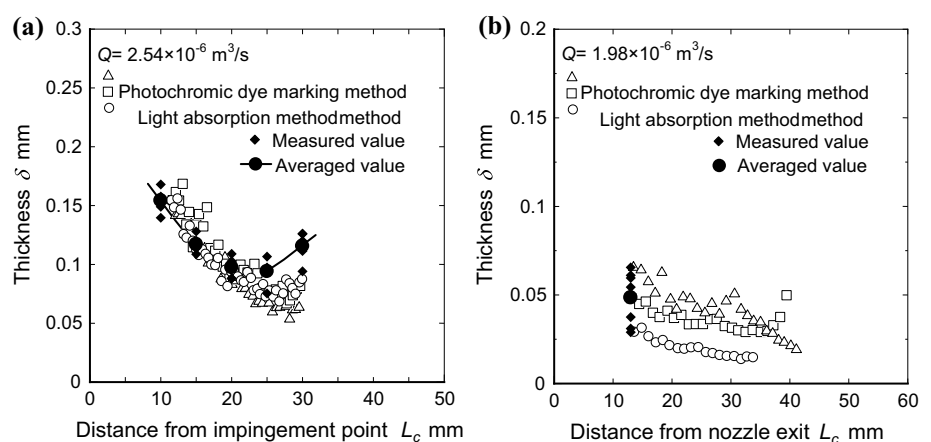 (a)
0.3
0.25
0.2
0.15
0.1
0.05
0
Thickness δ mm
Q= 2.54×10-6 m3/s
Photochromic dye marking method
Light absorption methodmethod
Measured value
Averaged value
0 10 20 30 40 50
Distance from impingement point Lc mm
(b)
0.2
0.15
0.1
0.05
0
Thickness δ mm
Q= 1.98×10-6 m3/s
Photochromic dye marking method
Light absorption methodmethod
Measured value
Averaged value
0 10 20 30 40 50 60
Distance from nozzle exit Lc mm